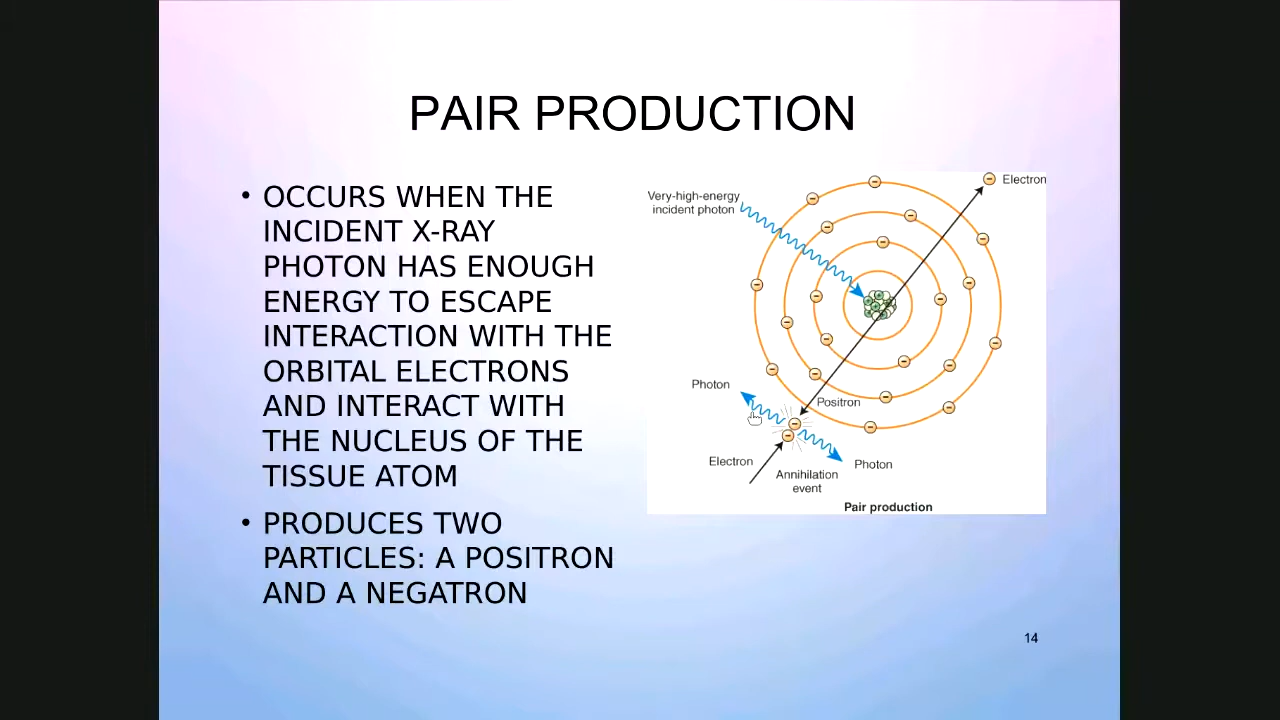 PAIR PRODUCTION
• OCCURS WHEN THE
INCIDENT X-RAY
PHOTON HAS ENOUGH
ENERGY TO ESCAPE
INTERACTION WITH THE
ORBITAL ELECTRONS
AND INTERACT WITH
THE NUCLEUS OF THE
TISSUE ATOM
• PRODUCES TWO
PARTICLES: A POSITRON
AND A NEGATRON
Very-high-energy
incident photon
Electron
Photon
Positron
Electron
Photon
Annihilation
event
Pair production
14